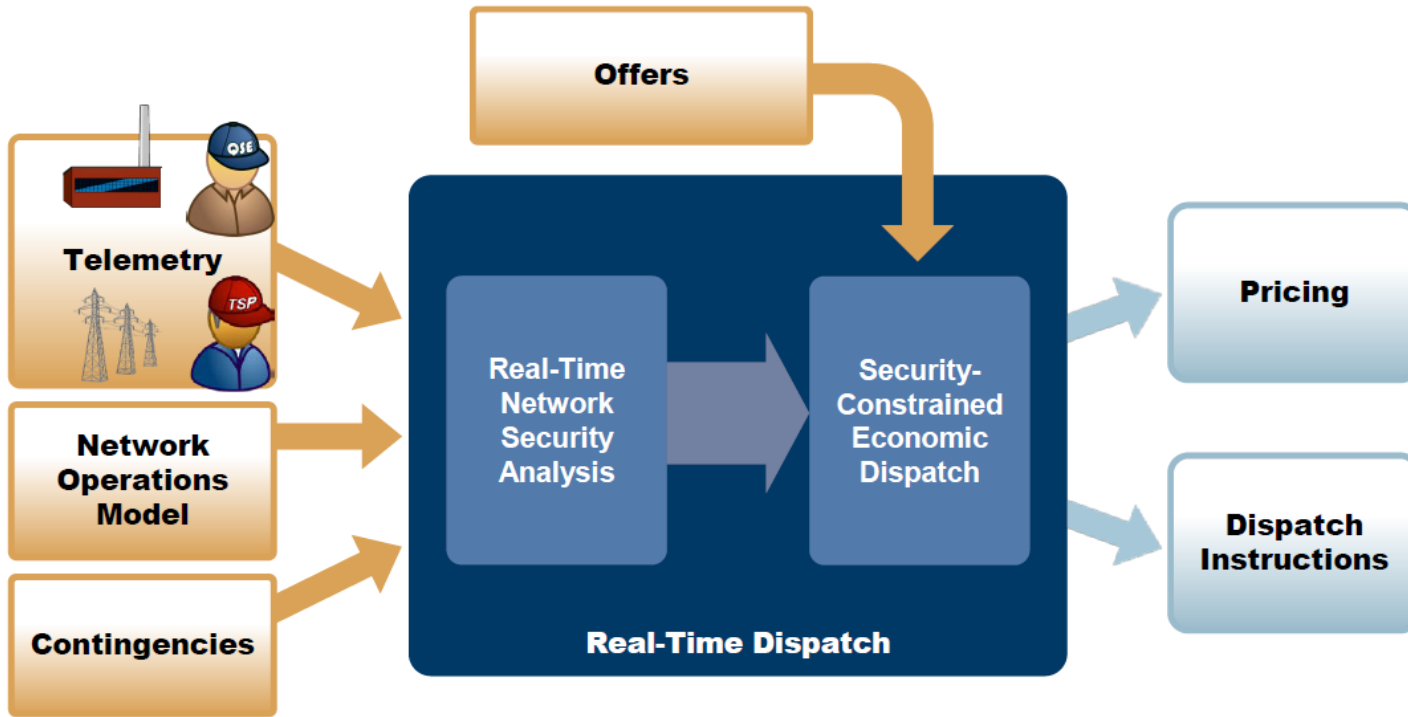 Offers
QSE
Telemetry
TSP
Network
Operations
Model
Contingencies
Real-Time
Network
Security
Analysis
Security-
Constrained
Economic
Dispatch
Real-Time Dispatch
Pricing
Dispatch
Instructions